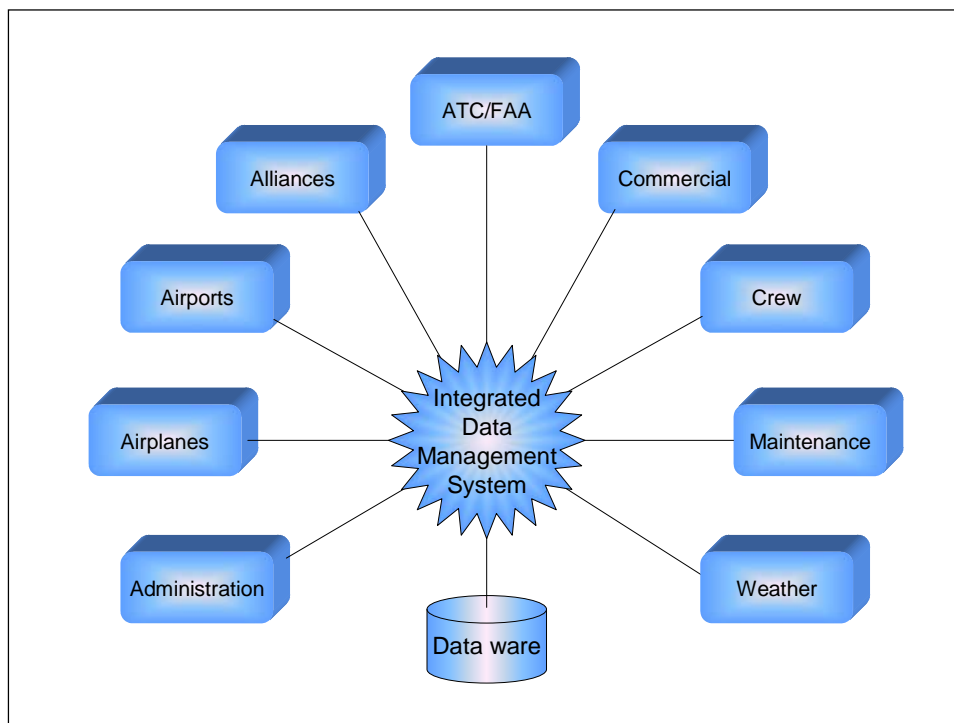 ATC/FAA
Alliances
Commercial
Airports
Crew
Integrated
Data
Management
System
Airplanes
Maintenance
Administration
Weather
Data ware